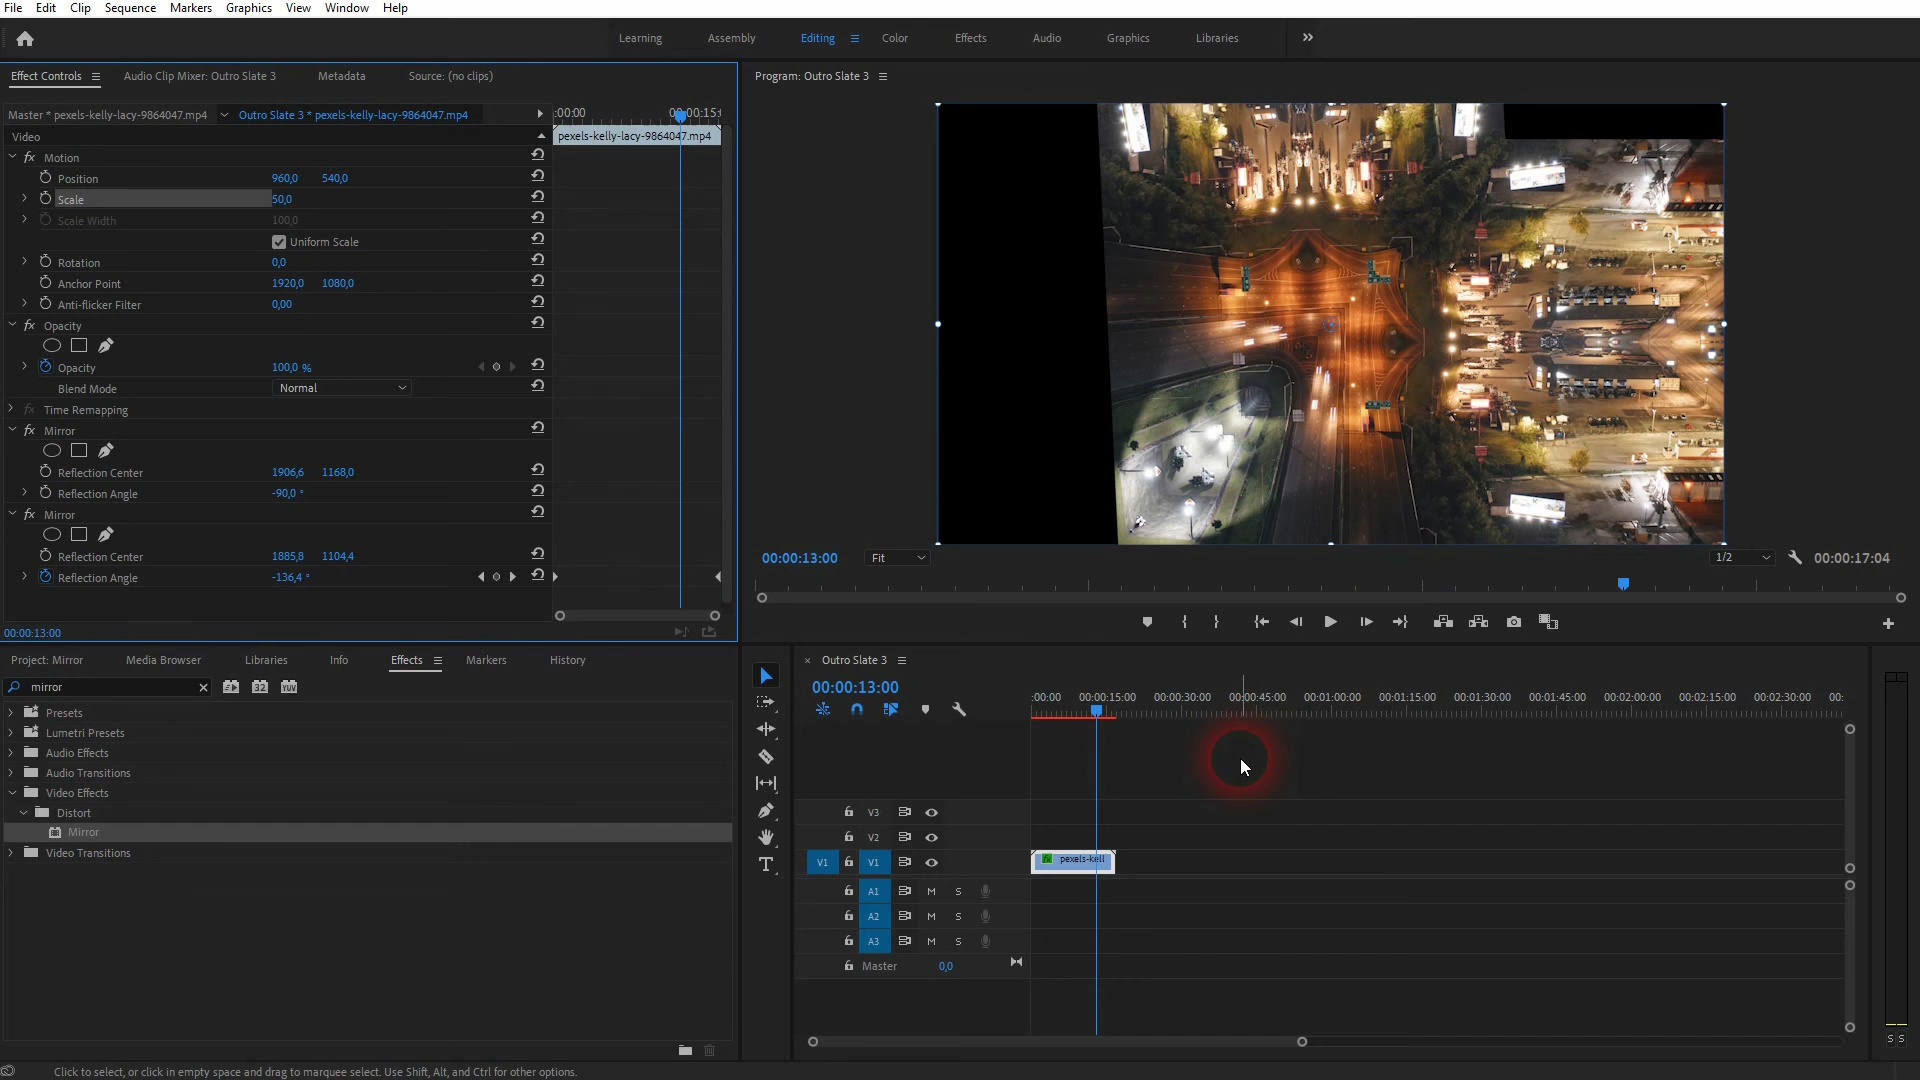 File Edit Clip Sequence Markers Graphics View Window Help
Learning Assembly Editing Color Effects Audio Graphics Libraries
Effect Controls Audio Clip Mixer: Outro Slate 3 Metadata Source: (no clips)
Program: Outro Slate 3
Master * pexels-kelly-lacy-9864047.mp4 Outro Slate 3 * pexels-kelly-lacy-9864047.mp4 :00:00 00:00:15:
Video pexels-kelly-lacy-9864047.mp4
fx Motion
Position 960,0 540,0
Scale 50,0
Scale Width 100,0
Uniform Scale
Rotation 0,0
Anchor Point 1920,0 1080,0
Anti-flicker Filter 0,00
fx Opacity
Opacity 100,0 %
Blend Mode Normal
fx Time Remapping
fx Mirror
Reflection Center 1906,6 1168,0
Reflection Angle -90,0 °
fx Mirror
Reflection Center 1885,8 1104,4
Reflection Angle -136,4 °
00:00:13:00
00:00:13:00 Fit 1/2 00:00:17:04
Project: Mirror Media Browser Libraries Info Effects Markers History
mirror 32 YUV
Presets
Lumetri Presets
Audio Effects
Audio Transitions
Video Effects
Distort
Mirror
Video Transitions
× Outro Slate 3
00:00:13:00
:00:00 00:00:15:00 00:00:30:00 00:00:45:00 00:01:00:00 00:01:15:00 00:01:30:00 00:01:45:00 00:02:00:00 00:02:15:00 00:02:30:00 00:
V3
V2
V1 V1 fx pexels-kell
A1 M S
A2 M S
A3 M S
Master 0,0
S S
Click to select, or click in empty space and drag to marquee select. Use Shift, Alt, and Ctrl for other options.